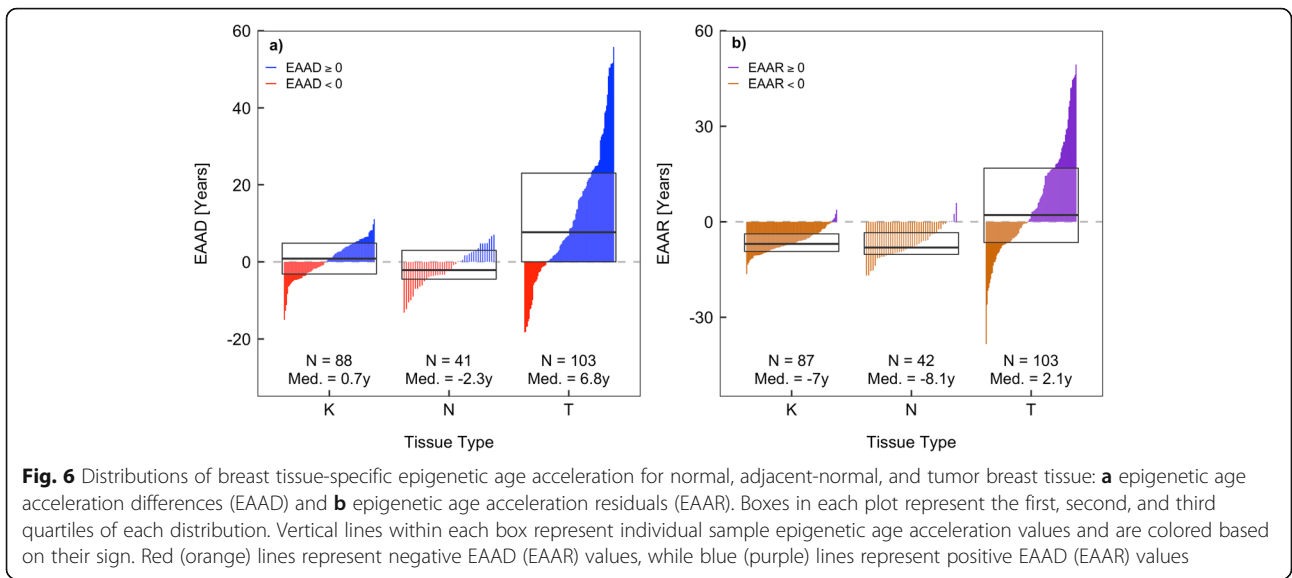 a)
EAAD ≥ 0
EAAD < 0
60
40
20
0
-20
EAAD [Years]
N = 88
Med. = 0.7y
N = 41
Med. = -2.3y
N = 103
Med. = 6.8y
K
N
T
Tissue Type
b)
EAAR ≥ 0
EAAR < 0
60
30
0
-30
EAAR [Years]
N = 87
Med. = -7y
N = 42
Med. = -8.1y
N = 103
Med. = 2.1y
K
N
T
Tissue Type
Fig. 6 Distributions of breast tissue-specific epigenetic age acceleration for normal, adjacent-normal, and tumor breast tissue: a epigenetic age
acceleration differences (EAAD) and b epigenetic age acceleration residuals (EAAR). Boxes in each plot represent the first, second, and third
quartiles of each distribution. Vertical lines within each box represent individual sample epigenetic age acceleration values and are colored based
on their sign. Red (orange) lines represent negative EAAD (EAAR) values, while blue (purple) lines represent positive EAAD (EAAR) values